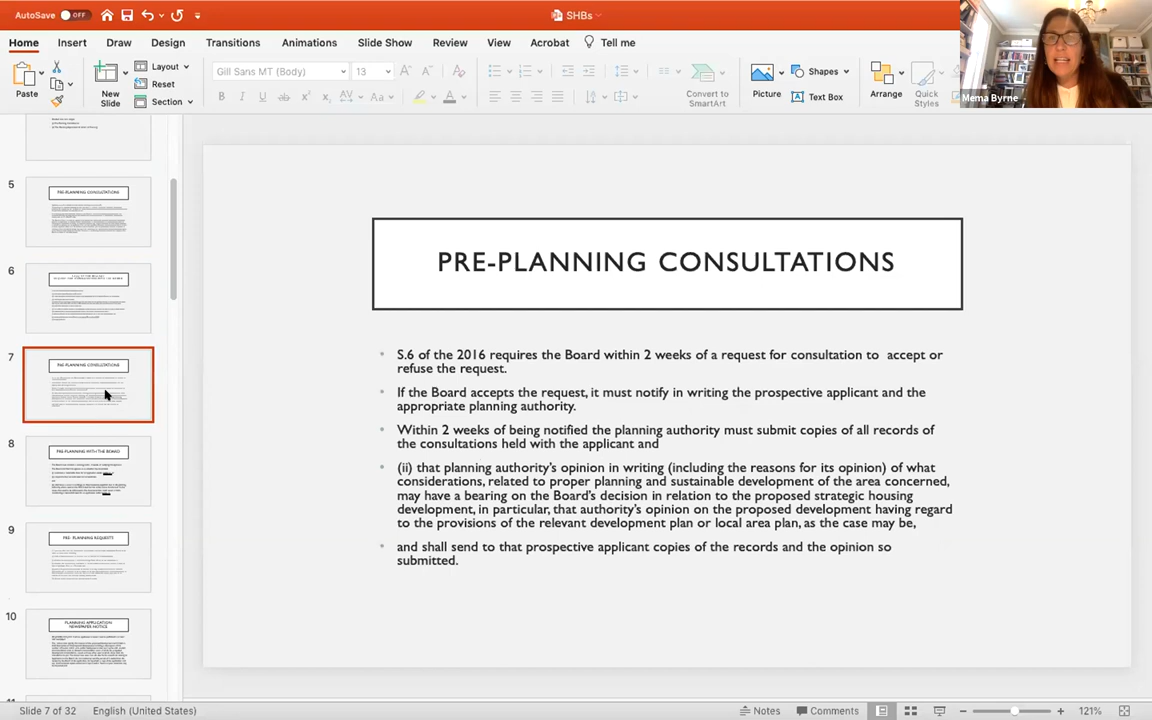 AutoSave OFF SHBs
Home Insert Draw Design Transitions Animations Slide Show Review View Acrobat Tell me
Paste
New Slide
Layout
Reset
Section
Gill Sans MT (Body) 13
Convert to SmartArt
Picture
Shapes
Text Box
Arrange
Quick Styles
Mema Byrne
5
PRE-PLANNING CONSULTATIONS
6
7
PRE-PLANNING CONSULTATIONS
8
PRE-PLANNING WITH THE BOARD
9
PRE-PLANNING REQUESTS
10
PLANNING APPLICATION
NEWSPAPER NOTICE
PRE-PLANNING CONSULTATIONS
S.6 of the 2016 requires the Board within 2 weeks of a request for consultation to accept or
refuse the request.
If the Board accepts the request, it must notify in writing the prospective applicant and the
appropriate planning authority.
Within 2 weeks of being notified the planning authority must submit copies of all records of
the consultations held with the applicant and
(ii) that planning authority's opinion in writing (including the reasons for its opinion) of what
considerations, related to proper planning and sustainable development of the area concerned,
may have a bearing on the Board's decision in relation to the proposed strategic housing
development, in particular, that authority's opinion on the proposed development having regard
to the provisions of the relevant development plan or local area plan, as the case may be,
and shall send to that prospective applicant copies of the records and the opinion so
submitted.
Slide 7 of 32 English (United States) Notes Comments 121%